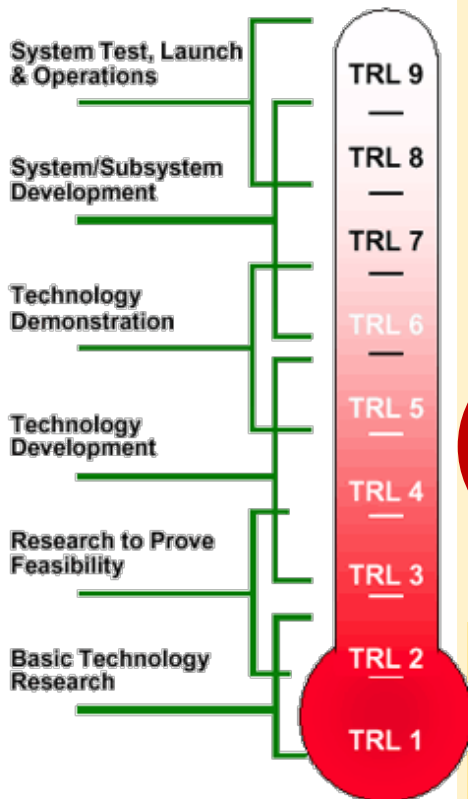 System Test, Launch
& Operations
System/Subsystem
Development
Technology
Demonstration
Technology
Development
Research to Prove
Feasibility
Basic Technology
Research
TRL 9
TRL 8
TRL 7
TRL 6
TRL 5
TRL 4
TRL 3
TRL 2
TRL 1